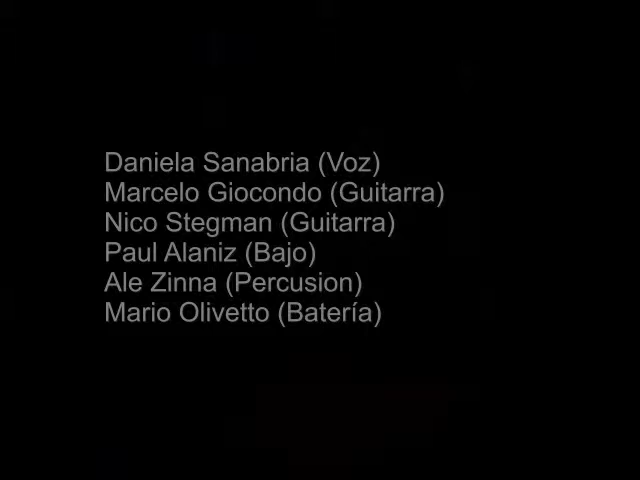 Daniela Sanabria (Voz)
Marcelo Giocondo (Guitarra)
Nico Stegman (Guitarra)
Paul Alaniz (Bajo)
Ale Zinna (Percusion)
Mario Olivetto (Batería)